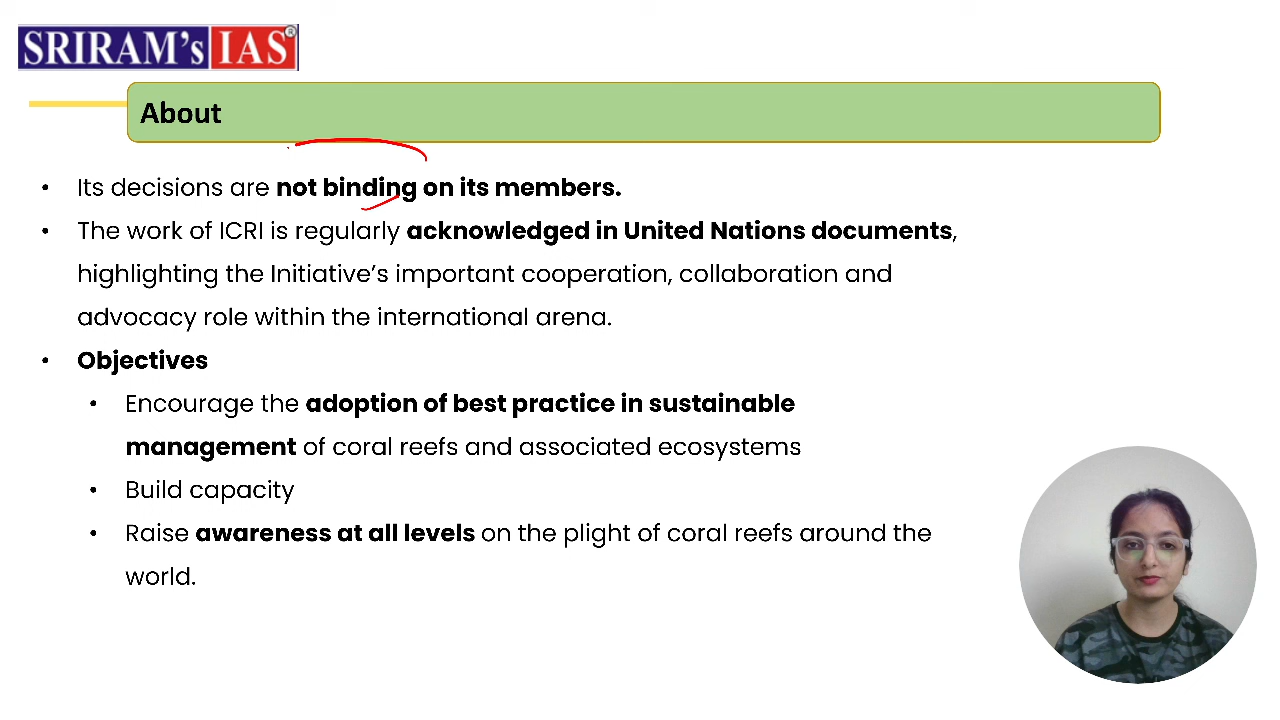 SRIRAM's IAS®
About
• Its decisions are not binding on its members.
• The work of ICRI is regularly acknowledged in United Nations documents,
highlighting the Initiative’s important cooperation, collaboration and
advocacy role within the international arena.
• Objectives
• Encourage the adoption of best practice in sustainable
management of coral reefs and associated ecosystems
• Build capacity
• Raise awareness at all levels on the plight of coral reefs around the
world.